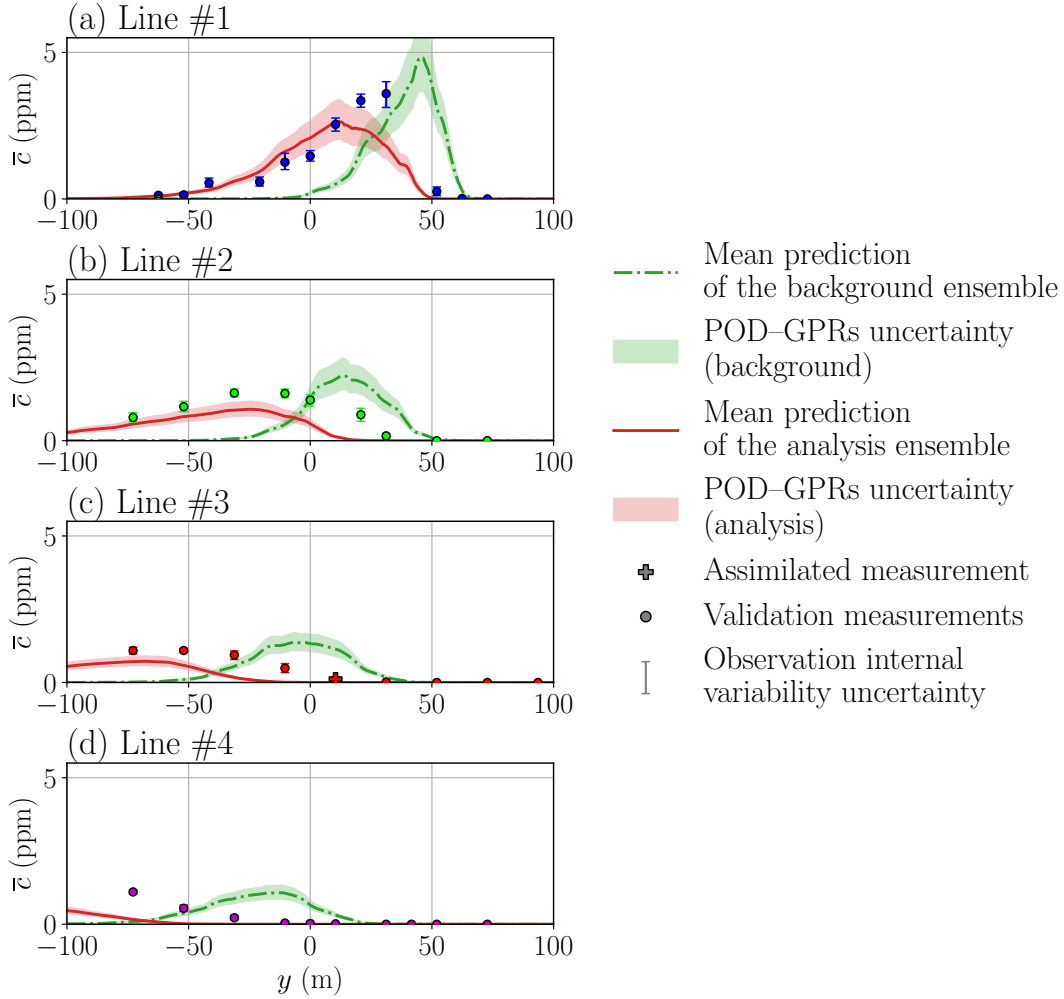 (a) Line #1
5
0
c̅ (ppm)
−100 −50 0 50 100
(b) Line #2
5
0
c̅ (ppm)
−100 −50 0 50 100
(c) Line #3
5
0
c̅ (ppm)
−100 −50 0 50 100
(d) Line #4
5
0
c̅ (ppm)
−100 −50 0 50 100
y (m)
Mean prediction
of the background ensemble
POD–GPRs uncertainty
(background)
Mean prediction
of the analysis ensemble
POD–GPRs uncertainty
(analysis)
Assimilated measurement
Validation measurements
Observation internal
variability uncertainty